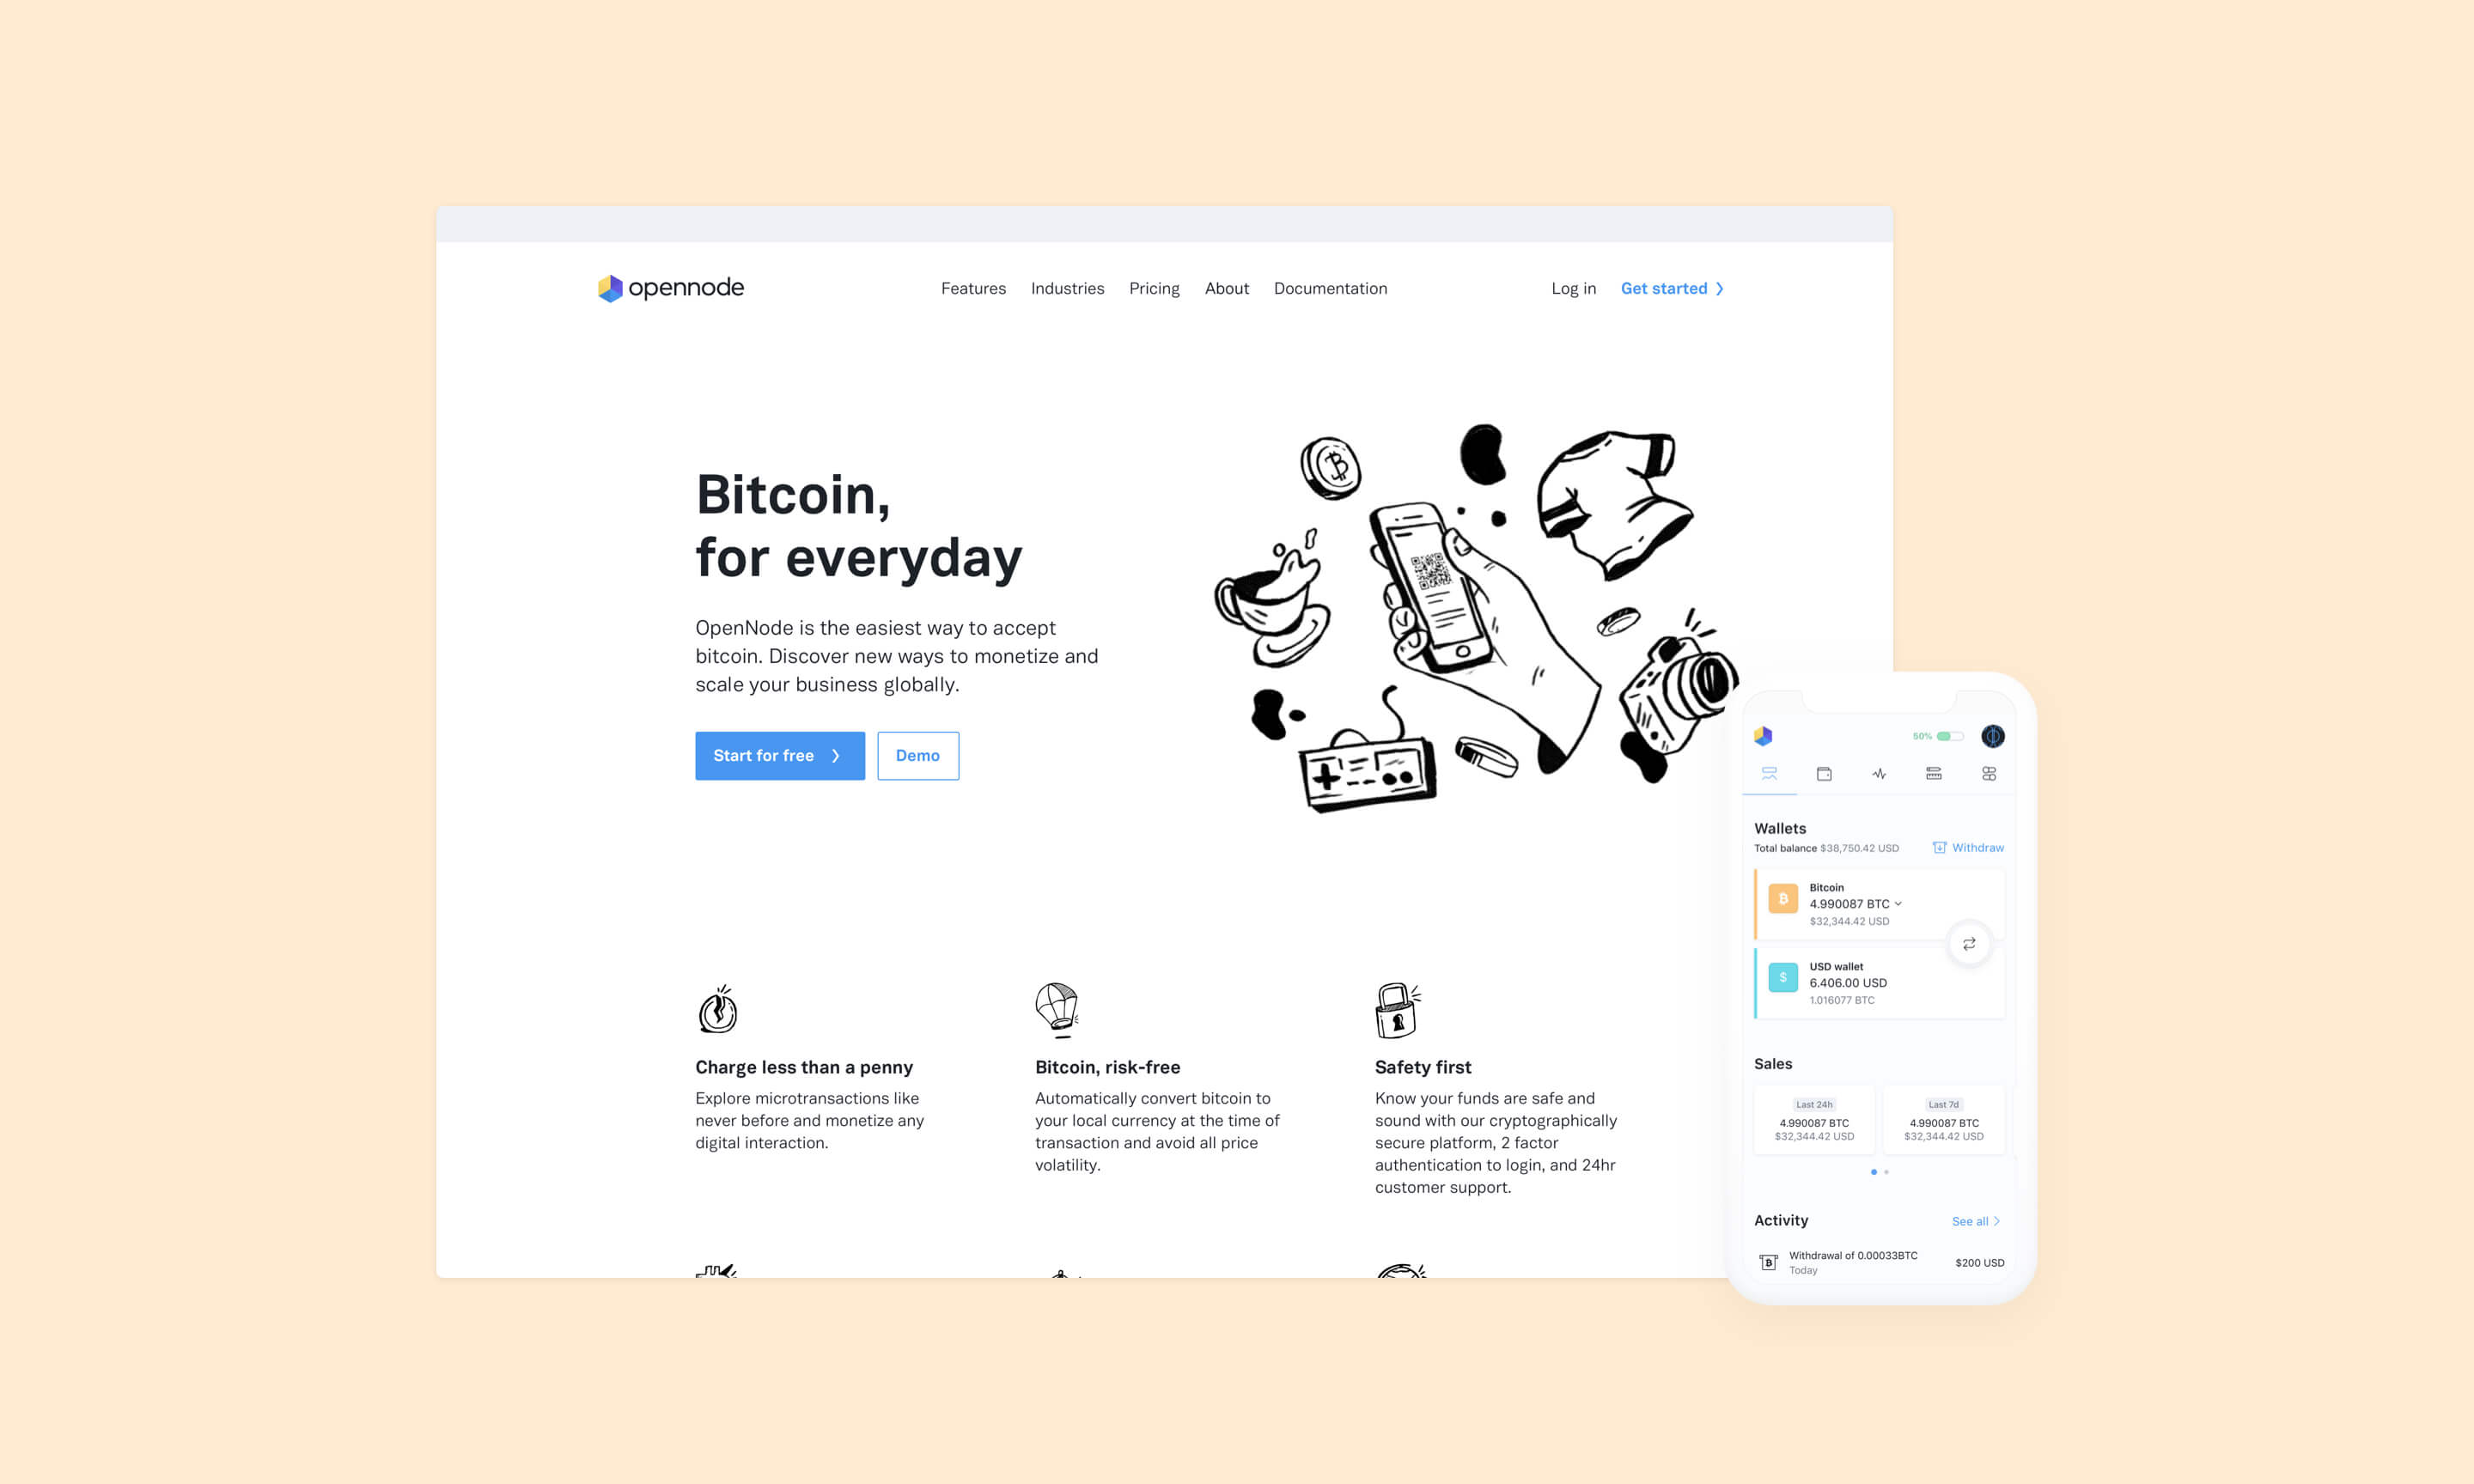 opennode
Features Industries Pricing About Documentation
Log in Get started
Bitcoin,
for everyday
OpenNode is the easiest way to accept
bitcoin. Discover new ways to monetize and
scale your business globally.
Start for free Demo
Charge less than a penny
Explore microtransactions like
never before and monetize any
digital interaction.
Bitcoin, risk-free
Automatically convert bitcoin to
your local currency at the time of
transaction and avoid all price
volatility.
Safety first
Know your funds are safe and
sound with our cryptographically
secure platform, 2 factor
authentication to login, and 24hr
customer support.
50%
Wallets
Total balance $38,750.42 USD
Withdraw
Bitcoin
4.990087 BTC
$32,344.42 USD
USD wallet
6.406.00 USD
1.016077 BTC
Sales
Last 24h
4.990087 BTC
$32,344.42 USD
Last 7d
4.990087 BTC
$32,344.42 USD
Activity
See all
Withdrawal of 0.00033BTC
Today
$200 USD